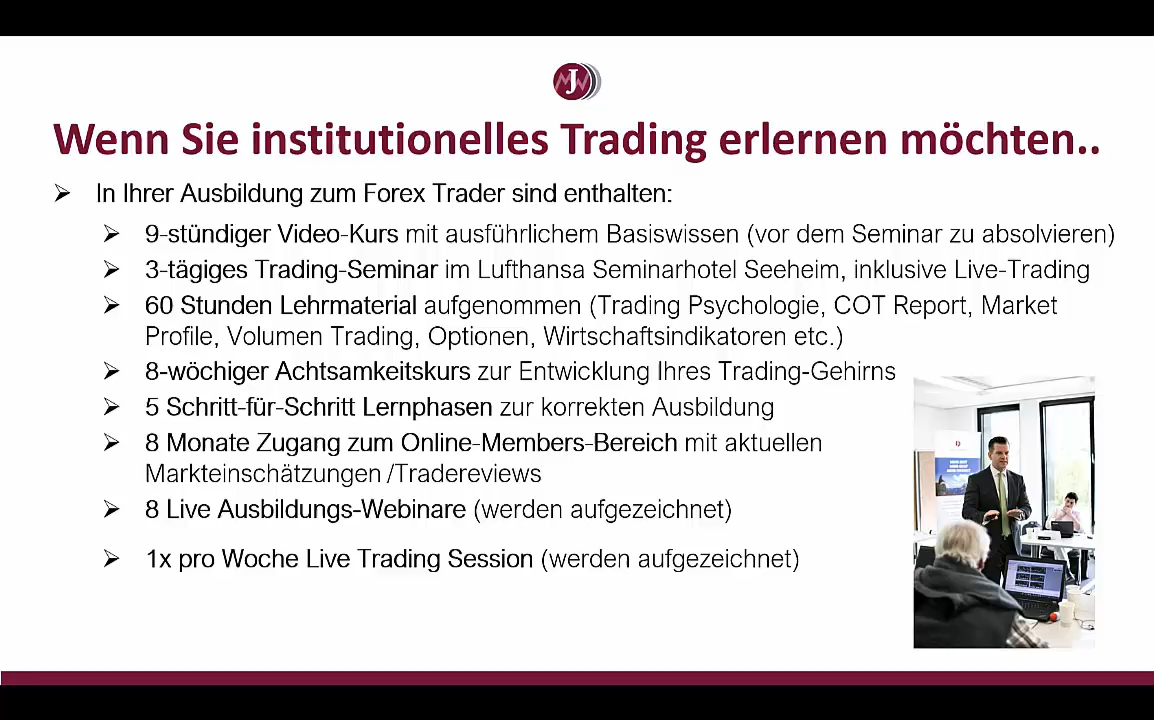 J
Wenn Sie institutionelles Trading erlernen möchten..
➢ In Ihrer Ausbildung zum Forex Trader sind enthalten:
➢ 9-stündiger Video-Kurs mit ausführlichem Basiswissen (vor dem Seminar zu absolvieren)
➢ 3-tägiges Trading-Seminar im Lufthansa Seminarhotel Seeheim, inklusive Live-Trading
➢ 60 Stunden Lehrmaterial aufgenommen (Trading Psychologie, COT Report, Market
Profile, Volumen Trading, Optionen, Wirtschaftsindikatoren etc.)
➢ 8-wöchiger Achtsamkeitskurs zur Entwicklung Ihres Trading-Gehirns
➢ 5 Schritt-für-Schritt Lernphasen zur korrekten Ausbildung
➢ 8 Monate Zugang zum Online-Members-Bereich mit aktuellen
Markteinschätzungen /Tradereviews
➢ 8 Live Ausbildungs-Webinare (werden aufgezeichnet)
➢ 1x pro Woche Live Trading Session (werden aufgezeichnet)